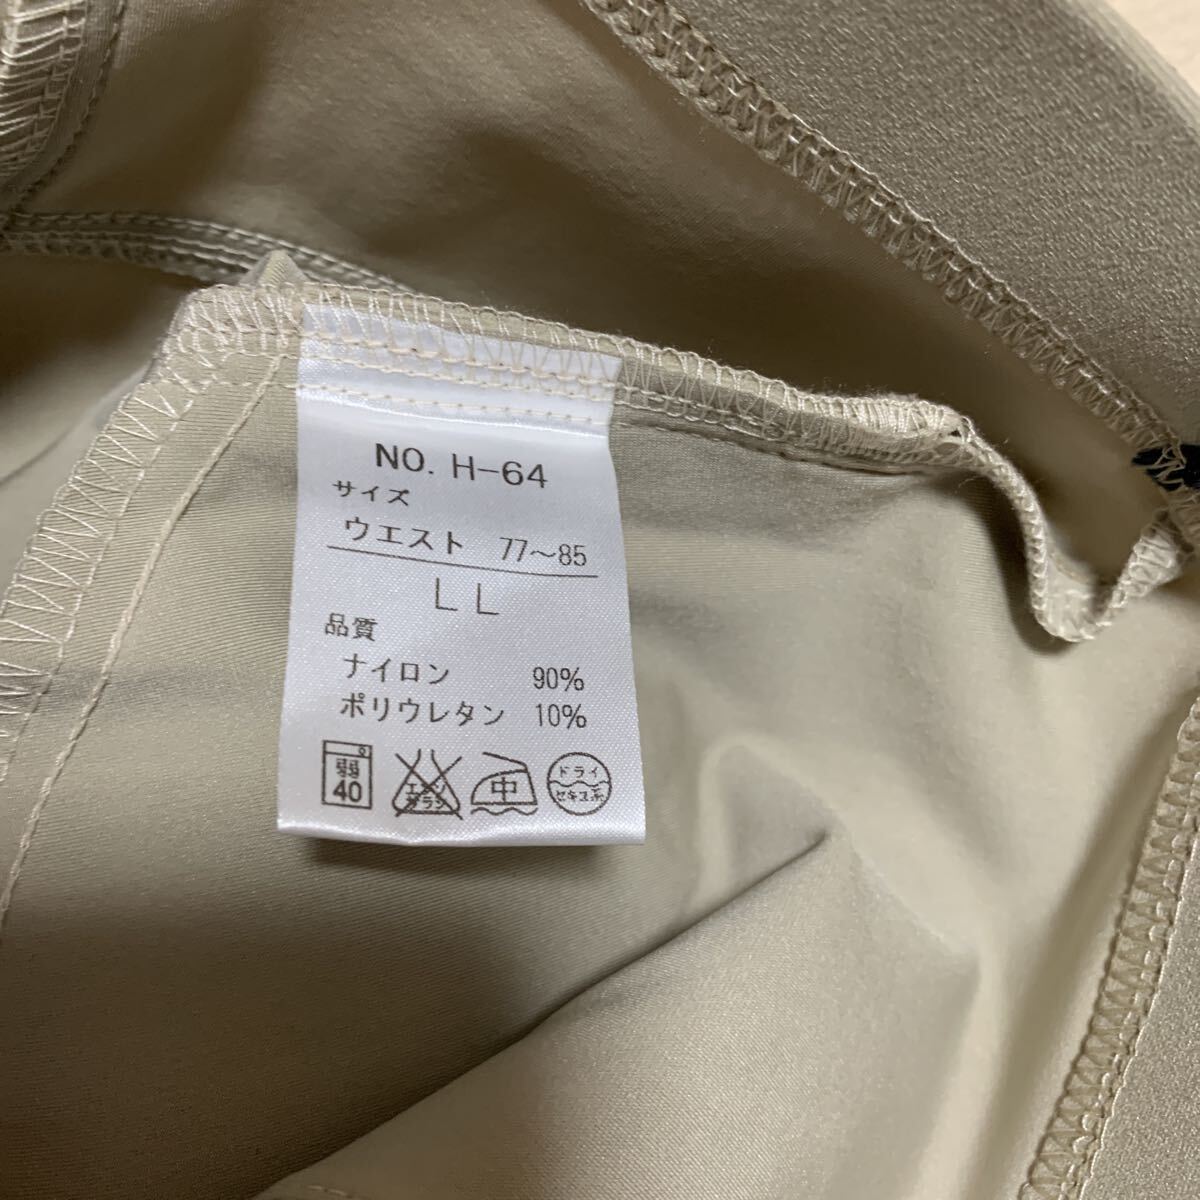 NO. H-64
サイズ
ウエスト 77〜85
LL
品質
ナイロン 90%
ポリウレタン 10%
弱 40 エンソ サラシ 中 ドライ セキユ系